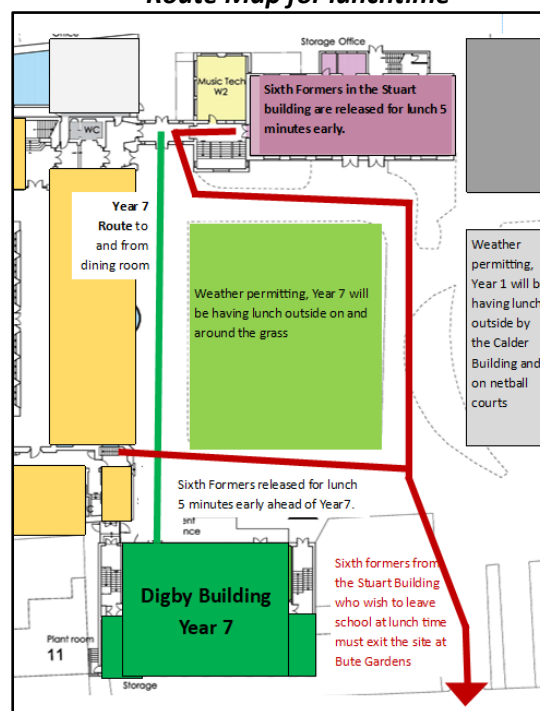 Route Map for lunchtime
Storage Office
Music Tech
W2
Sixth Formers in the Stuart
building are released for lunch 5
minutes early.
WC
Year 7
Route to
and from
dining room
Weather permitting, Year 7 will
be having lunch outside on and
around the grass
Weather
permitting,
Year 1 will b
having lunch
outside by
the Calder
Building and
on netball
courts
Sixth Formers released for lunch
5 minutes early ahead of Year7.
ent
nce
Digby Building
Year 7
Sixth formers from
the Stuart Building
who wish to leave
school at lunch time
must exit the site at
Bute Gardens
Plant room
11
Storage